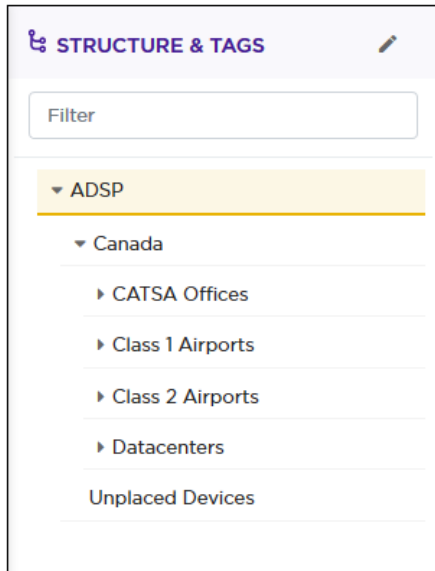 STRUCTURE & TAGS
Filter
ADSP
Canada
CATSA Offices
Class 1 Airports
Class 2 Airports
Datacenters
Unplaced Devices